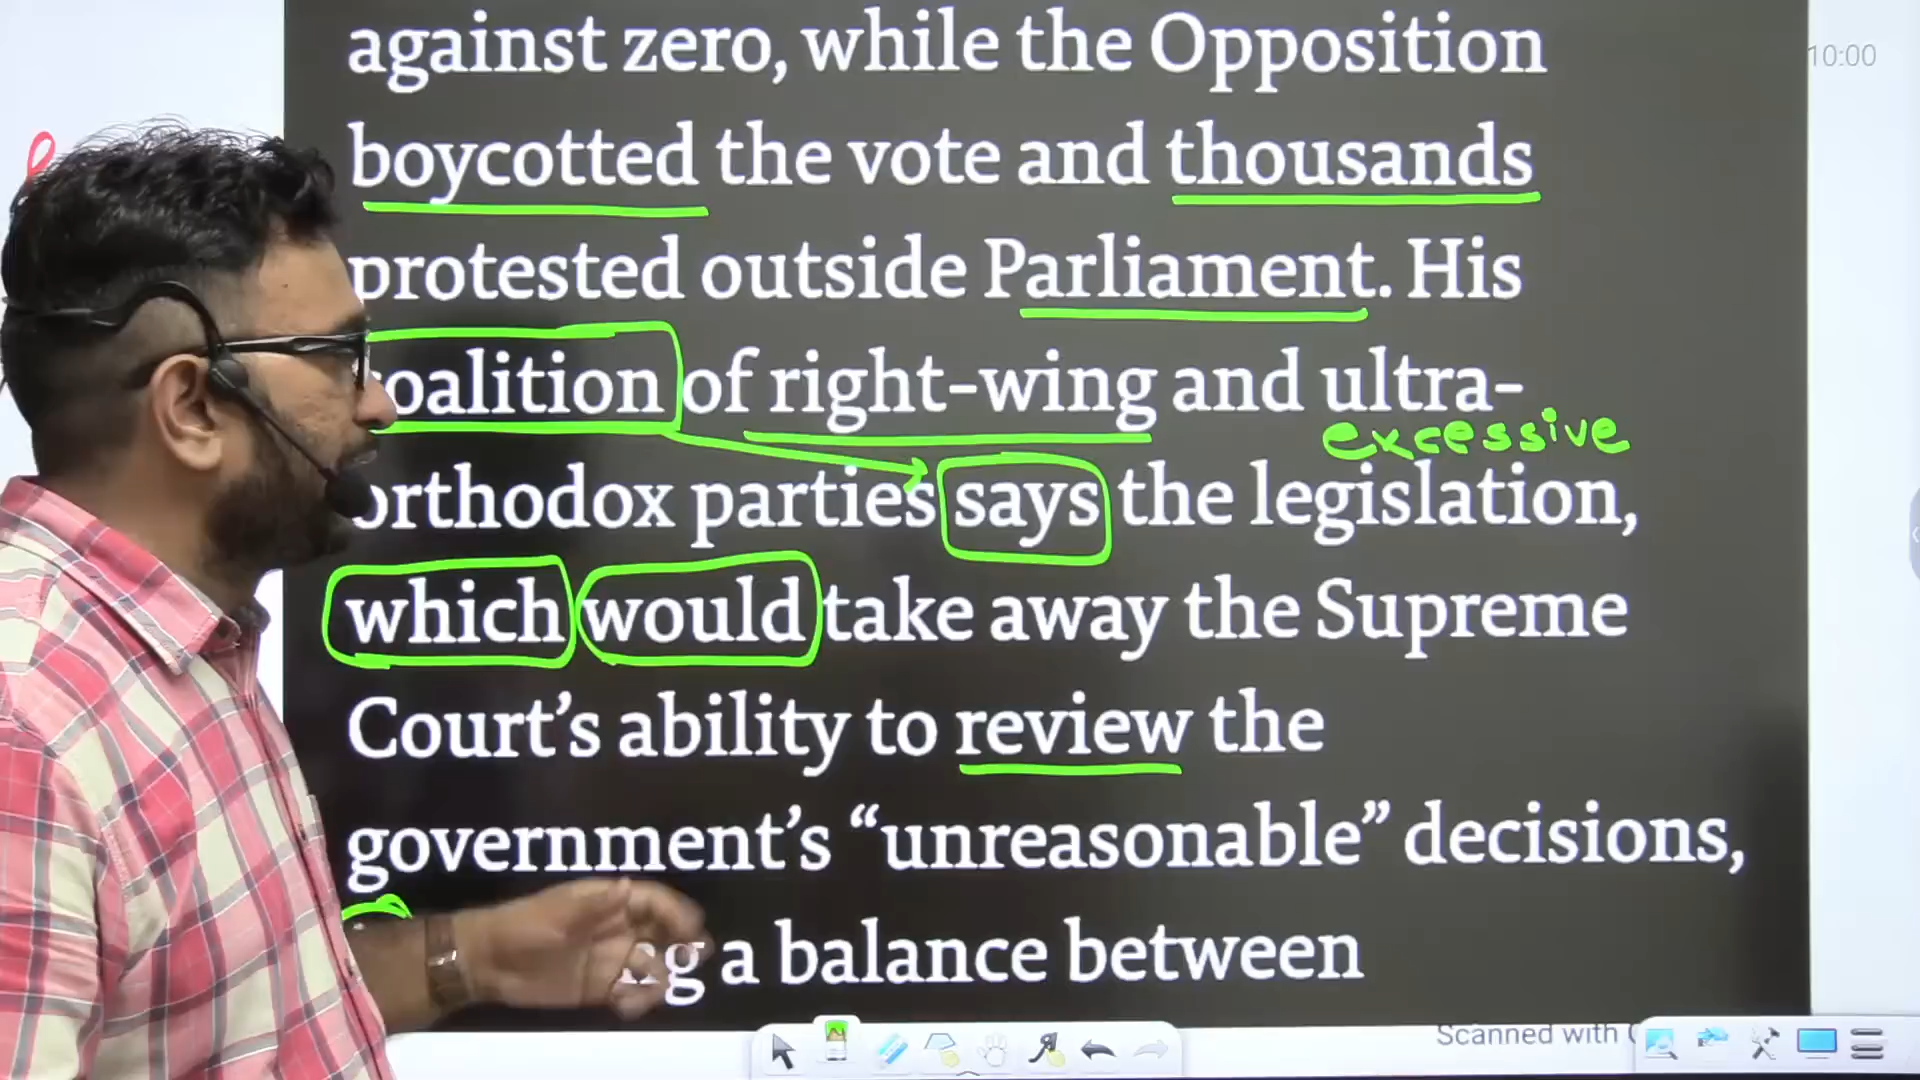 against zero, while the Opposition
10:00
boycotted the vote and thousands
protested outside Parliament. His
coalition of right-wing and ultra-
excessive
orthodox parties says the legislation,
which would take away the Supreme
Court's ability to review the
government's “unreasonable” decisions,
a balance between
Scanned with